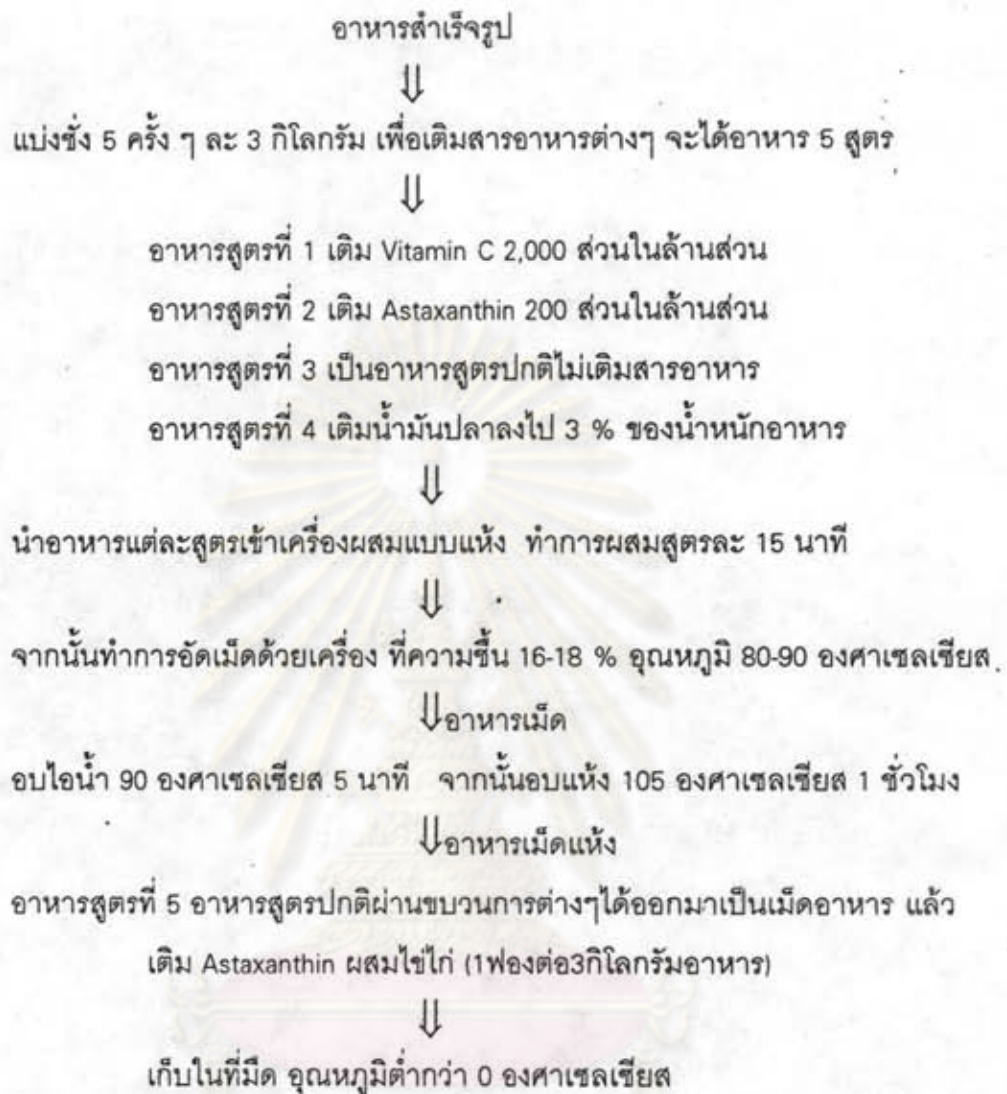 อาหารสำเร็จรูป
⇓
แบ่งชั่ง 5 ครั้ง ๆ ละ 3 กิโลกรัม เพื่อเติมสารอาหารต่างๆ จะได้อาหาร 5 สูตร
⇓
อาหารสูตรที่ 1 เติม Vitamin C 2,000 ส่วนในล้านส่วน
อาหารสูตรที่ 2 เติม Astaxanthin 200 ส่วนในล้านส่วน
อาหารสูตรที่ 3 เป็นอาหารสูตรปกติไม่เติมสารอาหาร
อาหารสูตรที่ 4 เติมน้ำมันปลาลงไป 3 % ของน้ำหนักอาหาร
⇓
นำอาหารแต่ละสูตรเข้าเครื่องผสมแบบแห้ง ทำการผสมสูตรละ 15 นาที
⇓
จากนั้นทำการอัดเม็ดด้วยเครื่อง ที่ความชื้น 16-18 % อุณหภูมิ 80-90 องศาเซลเซียส
⇓อาหารเม็ด
อบไอน้ำ 90 องศาเซลเซียส 5 นาที จากนั้นอบแห้ง 105 องศาเซลเซียส 1 ชั่วโมง
⇓อาหารเม็ดแห้ง
อาหารสูตรที่ 5 อาหารสูตรปกติผ่านขบวนการต่างๆได้ออกมาเป็นเม็ดอาหาร แล้ว
เติม Astaxanthin ผสมไข่ไก่ (1ฟองต่อ3กิโลกรัมอาหาร)
⇓
เก็บในที่มืด อุณหภูมิต่ำกว่า 0 องศาเซลเซียส